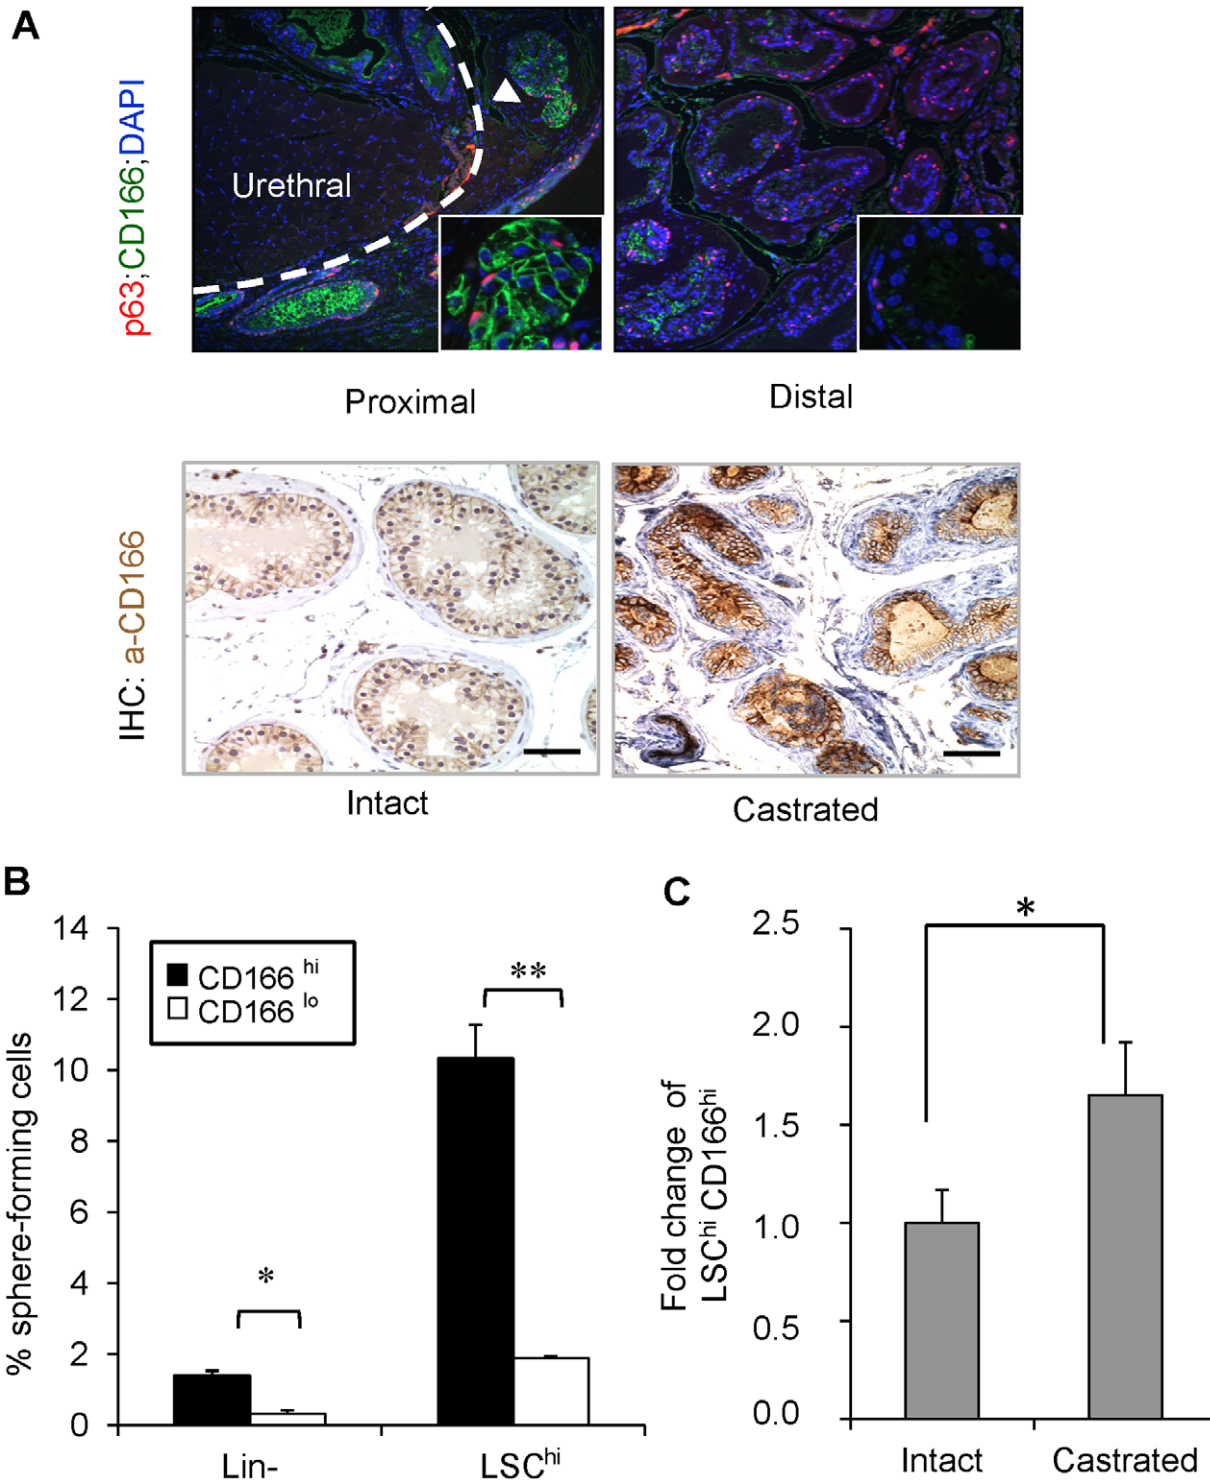 A
p63;CD166;DAPI
Urethral
Proximal
Distal
IHC: a-CD166
Intact
Castrated
B
% sphere-forming cells
14
12
10
8
6
4
2
0
CD166 hi
CD166 lo
*
**
Lin-
LSChi
C
Fold change of
LSChi CD166hi
2.5
2.0
1.5
1.0
0.5
0.0
*
Intact
Castrated